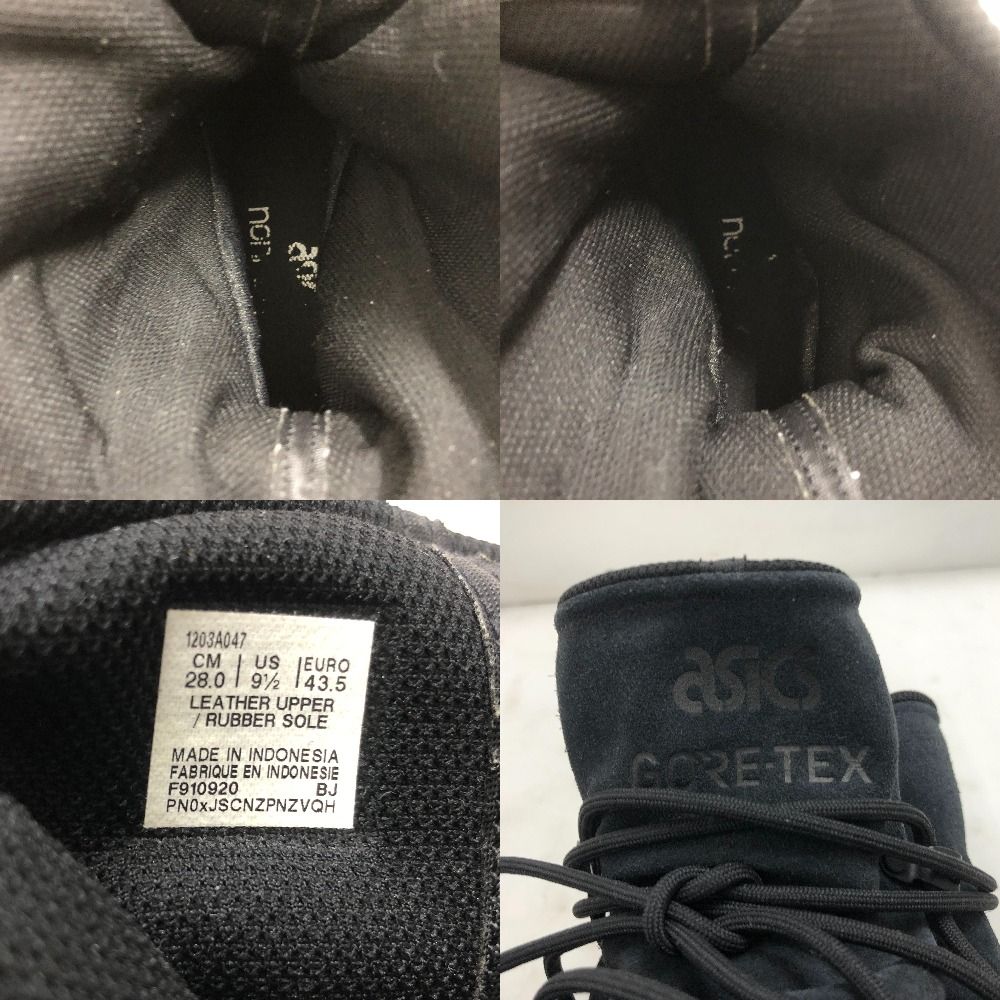 1203A047
CM | US | EURO
28.0 9½ 43.5
LEATHER UPPER
/ RUBBER SOLE
MADE IN INDONESIA
FABRIQUE EN INDONESIE
F910920 BJ
PN0xJSCNZPNZVQH
asics
GORE-TEX